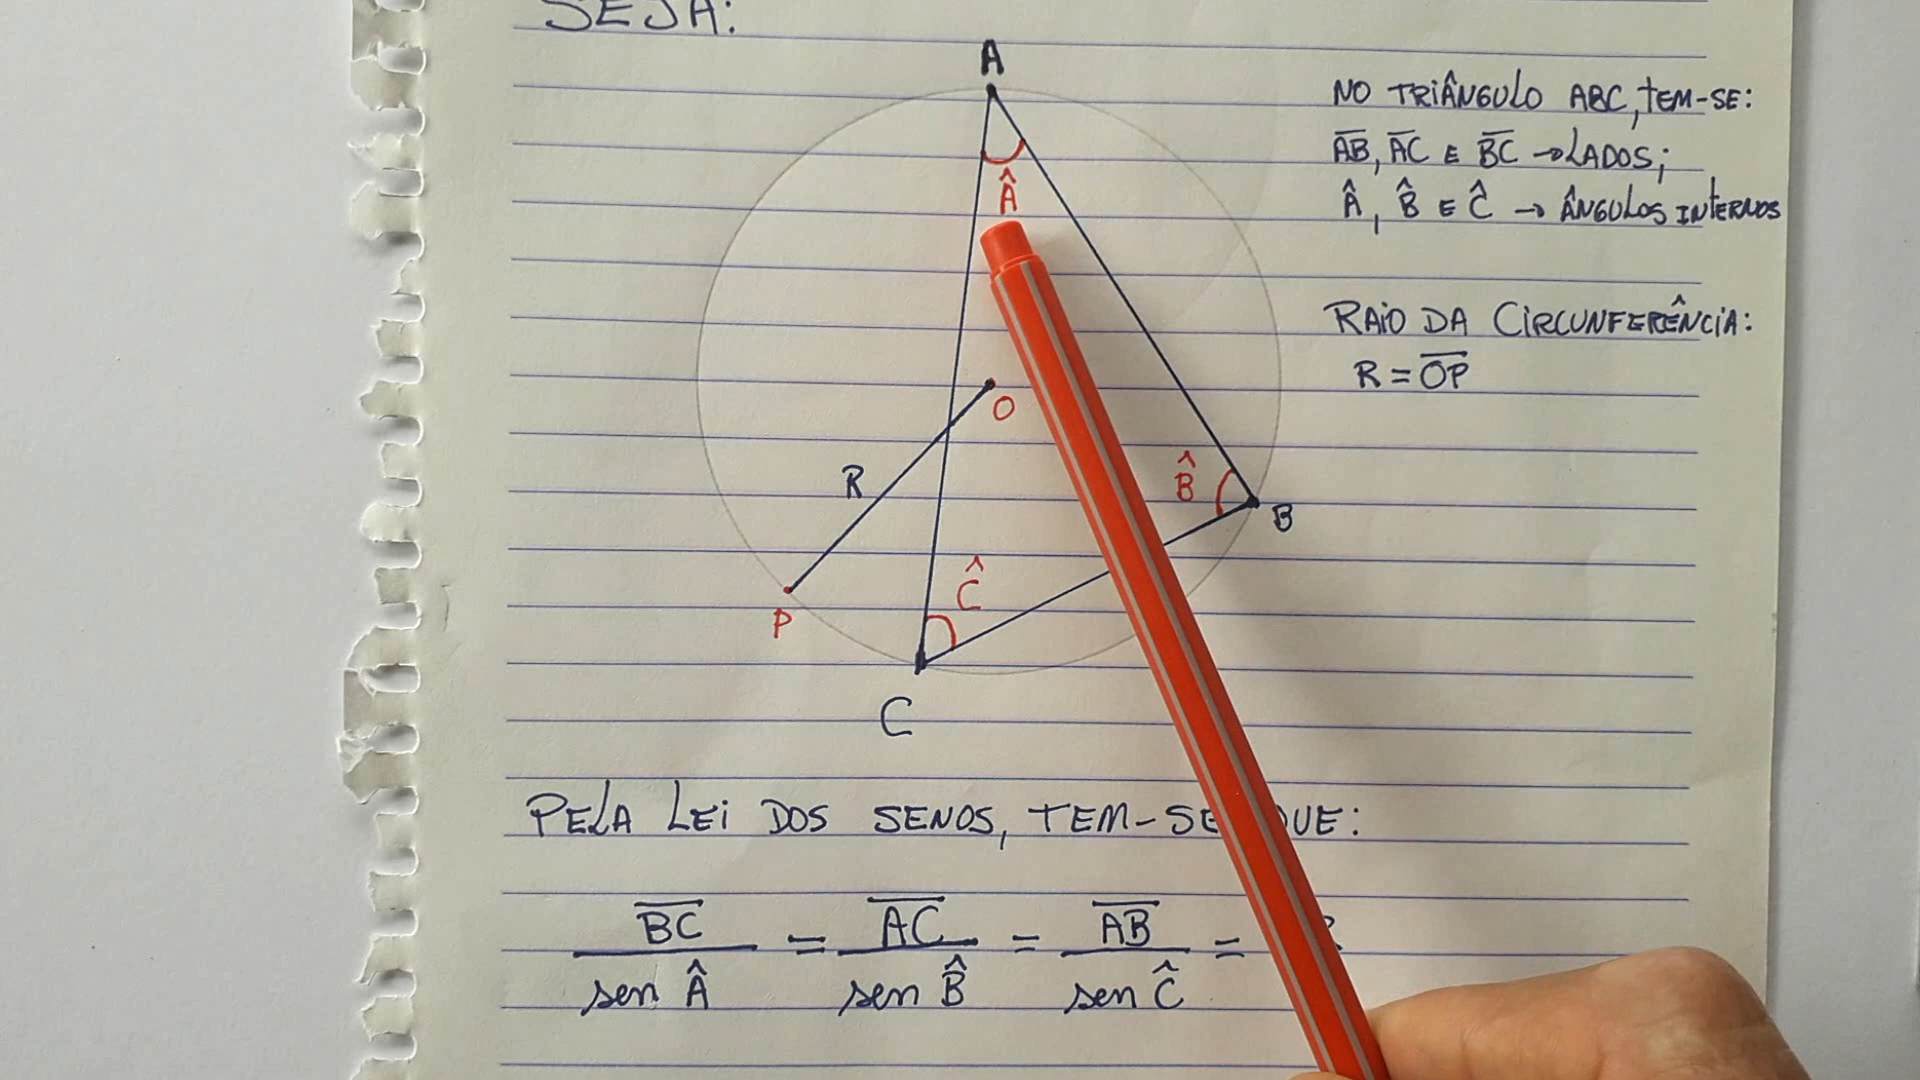 SEJA:
A
NO TRIÂNGULO ABC, TEM-SE:
AB, AC E BC → LADOS;
Â, B̂ E Ĉ → ÂNGULOS INTERNOS
Â
RAIO DA CIRCUNFERÊNCIA:
R = OP
O
R
B̂
B
Ĉ
P
C
PELA LEI DOS SENOS, TEM-SE QUE:
BC/sen Â = AC/sen B̂ = AB/sen Ĉ =